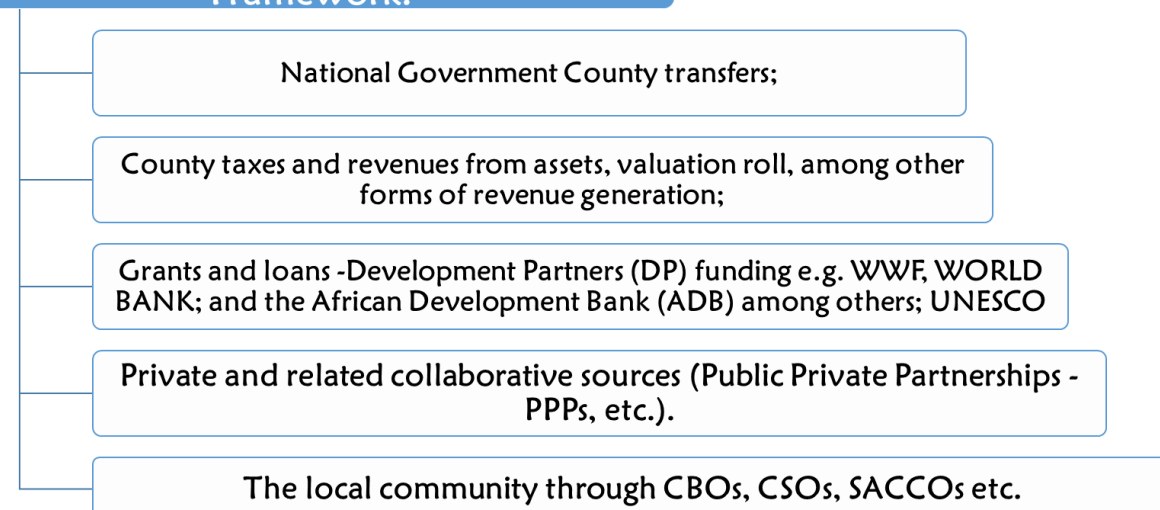 Framework:
National Government County transfers;
County taxes and revenues from assets, valuation roll, among other
forms of revenue generation;
Grants and loans -Development Partners (DP) funding e.g. WWF, WORLD
BANK; and the African Development Bank (ADB) among others; UNESCO
Private and related collaborative sources (Public Private Partnerships -
PPPs, etc.).
The local community through CBOs, CSOs, SACCOs etc.